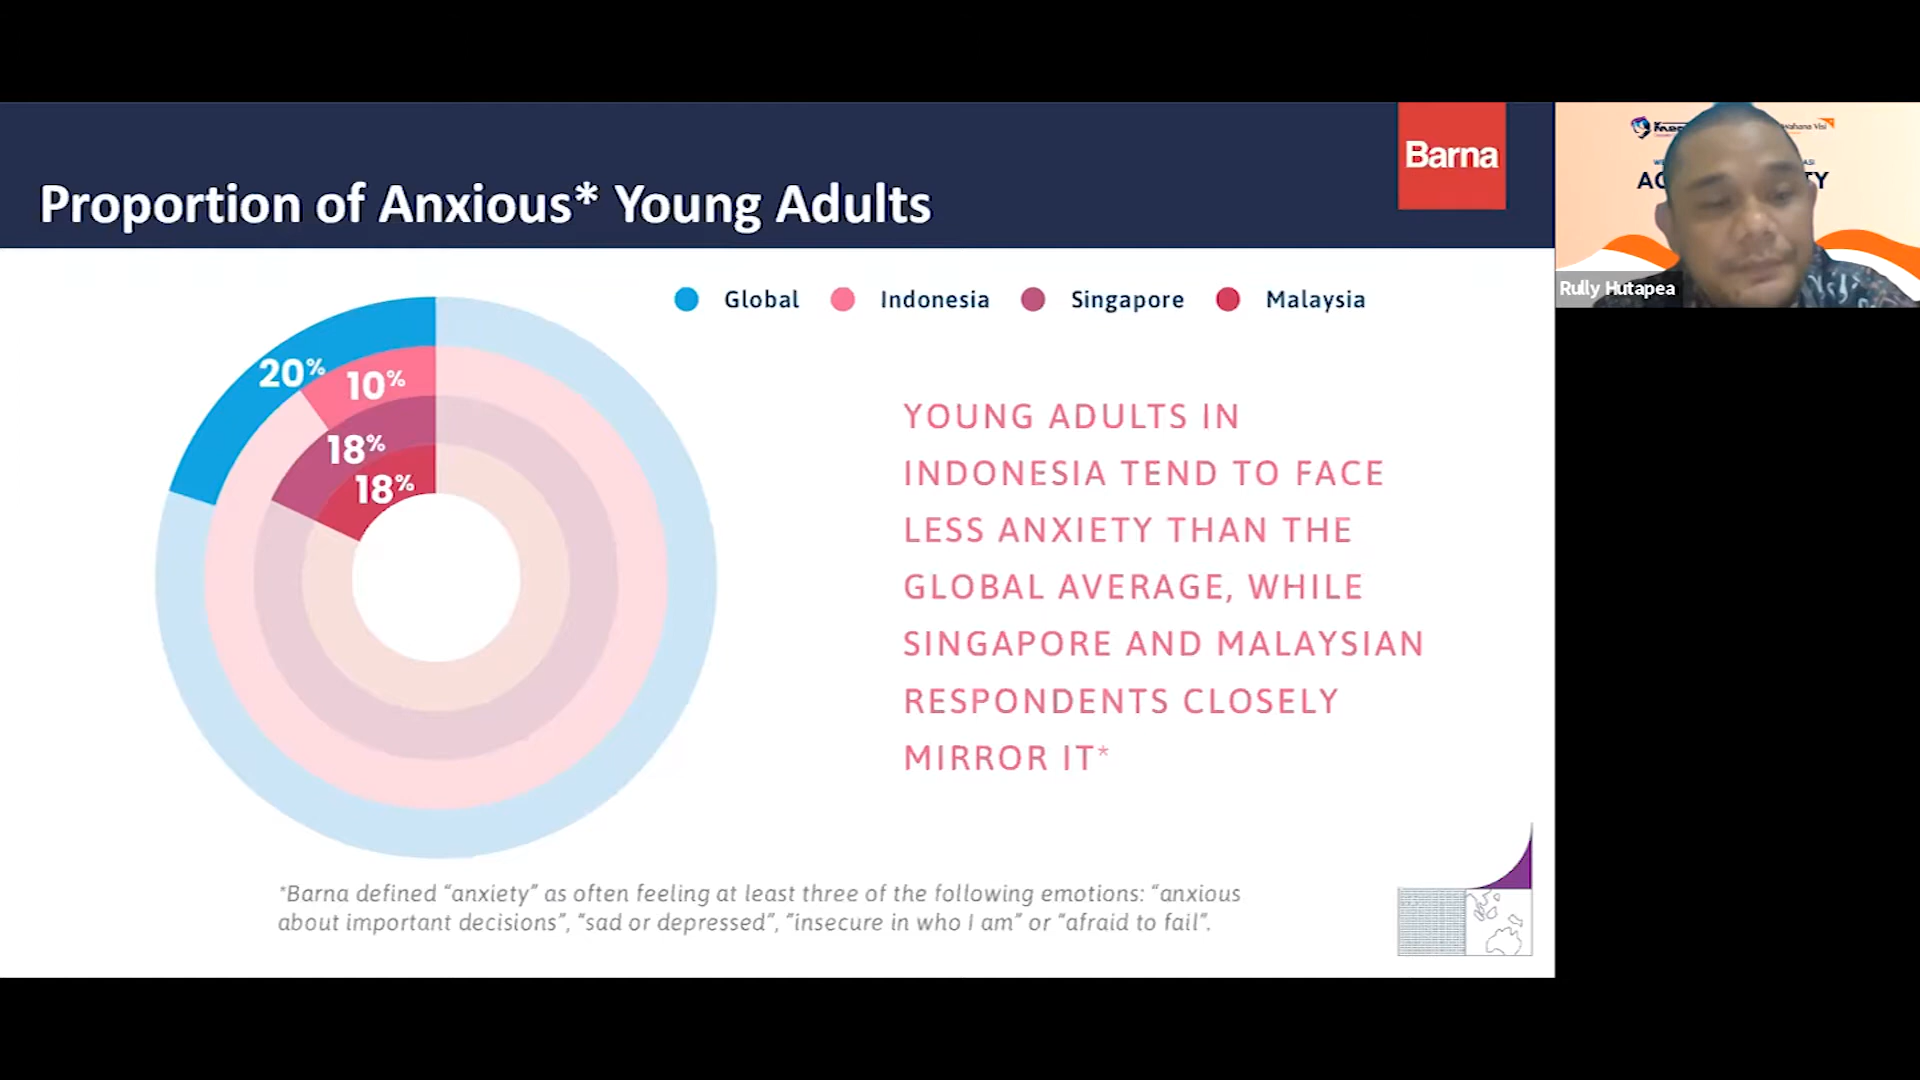 Barna
Proportion of Anxious* Young Adults
Global
Indonesia
Singapore
Malaysia
20%
10%
18%
18%
YOUNG ADULTS IN
INDONESIA TEND TO FACE
LESS ANXIETY THAN THE
GLOBAL AVERAGE, WHILE
SINGAPORE AND MALAYSIAN
RESPONDENTS CLOSELY
MIRROR IT*
*Barna defined “anxiety” as often feeling at least three of the following emotions: “anxious
about important decisions”, “sad or depressed”, “insecure in who I am” or “afraid to fail”.
Wahana Visi
Rully Hutapea